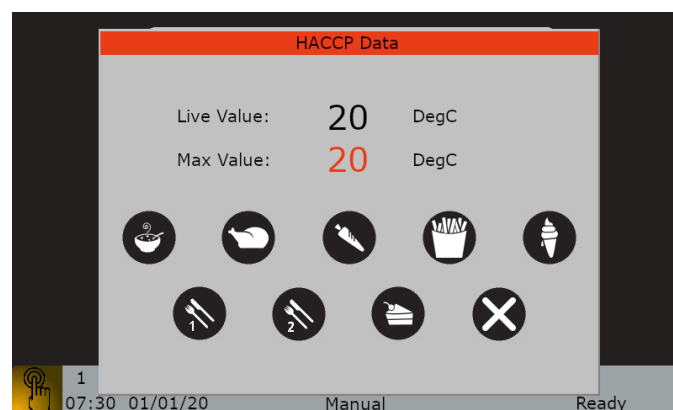 HACCP Data
Live Value: 20 DegC
Max Value: 20 DegC
1 2
1
07:30 01/01/20 Manual Ready